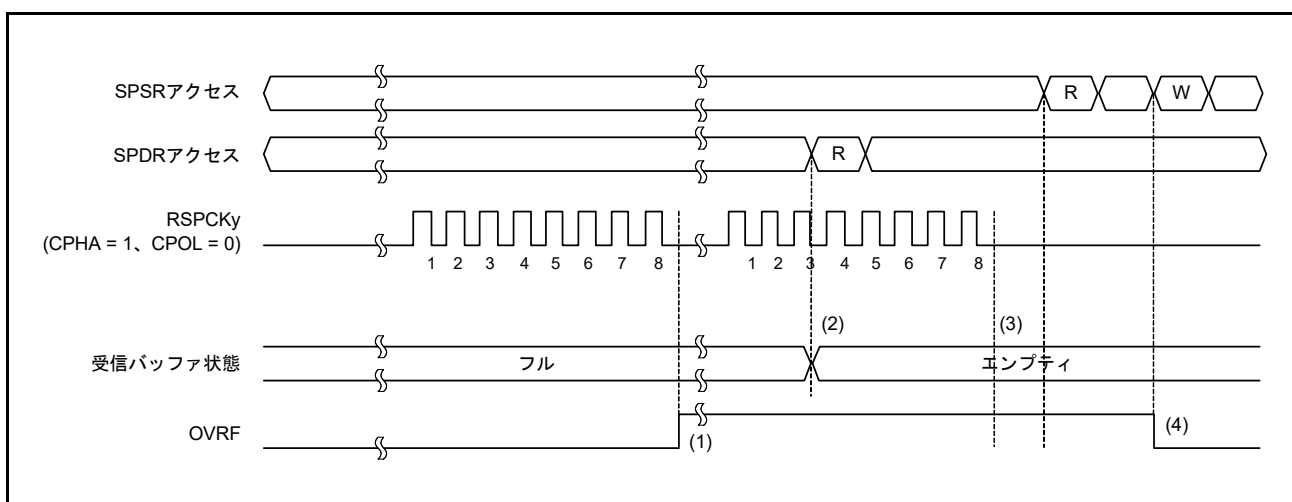 SPSRアクセス
R
W
SPDRアクセス
R
RSPCKy
(CPHA = 1、CPOL = 0)
1 2 3 4 5 6 7 8
1 2 3 4 5 6 7 8
(2)
(3)
受信バッファ状態
フル
エンプティ
OVRF
(1)
(4)